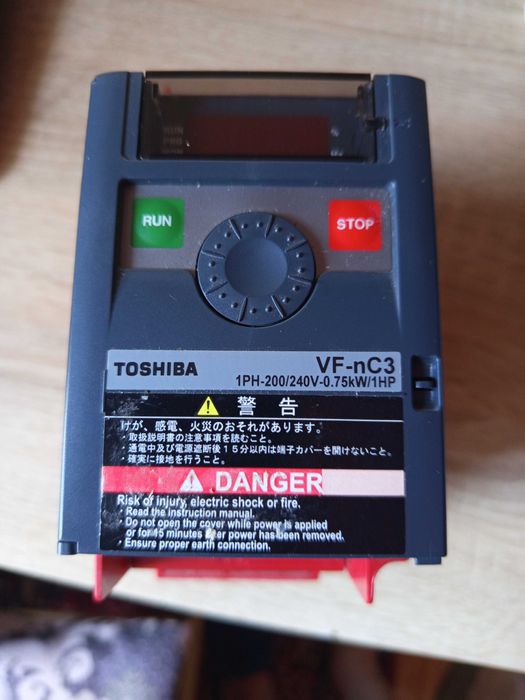 RUN
PRG
MON
RUN
STOP
TOSHIBA
VF-nC3
1PH-200/240V-0.75kW/1HP
警告
けが、感電、火災のおそれがあります。
・取扱説明書の注意事項を読むこと。
・通電中及び電源遮断後１５分以内は端子カバーを開けないこと。
・確実に接地を行うこと。
DANGER
Risk of injury, electric shock or fire.
・Read the instruction manual.
・Do not open the cover while power is applied
or for 15 minutes after power has been removed.
・Ensure proper earth connection.